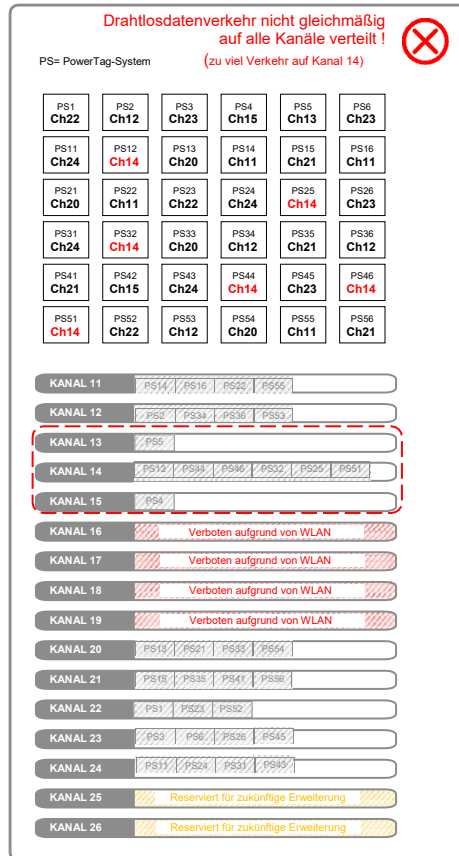 Drahtlosdatenverkehr nicht gleichmäßig
auf alle Kanäle verteilt !
PS= PowerTag-System (zu viel Verkehr auf Kanal 14)
PS1 PS2 PS3 PS4 PS5 PS6
Ch22 Ch12 Ch23 Ch15 Ch13 Ch23
PS11 PS12 PS13 PS14 PS15 PS16
Ch24 Ch14 Ch20 Ch11 Ch21 Ch11
PS21 PS22 PS23 PS24 PS25 PS26
Ch20 Ch11 Ch22 Ch24 Ch14 Ch23
PS31 PS32 PS33 PS34 PS35 PS36
Ch24 Ch14 Ch20 Ch12 Ch21 Ch12
PS41 PS42 PS43 PS44 PS45 PS46
Ch21 Ch15 Ch24 Ch14 Ch23 Ch14
PS51 PS52 PS53 PS54 PS55 PS56
Ch14 Ch22 Ch12 Ch20 Ch11 Ch21
KANAL 11 PS14 PS16 PS22 PS55
KANAL 12 PS2 PS34 PS36 PS53
KANAL 13 PS5
KANAL 14 PS12 PS44 PS46 PS32 PS25 PS51
KANAL 15 PS4
KANAL 16 Verboten aufgrund von WLAN
KANAL 17 Verboten aufgrund von WLAN
KANAL 18 Verboten aufgrund von WLAN
KANAL 19 Verboten aufgrund von WLAN
KANAL 20 PS13 PS21 PS33 PS54
KANAL 21 PS15 PS35 PS41 PS56
KANAL 22 PS1 PS23 PS52
KANAL 23 PS3 PS6 PS26 PS45
KANAL 24 PS11 PS24 PS31 PS43
KANAL 25 Reserviert für zukünftige Erweiterung
KANAL 26 Reserviert für zukünftige Erweiterung